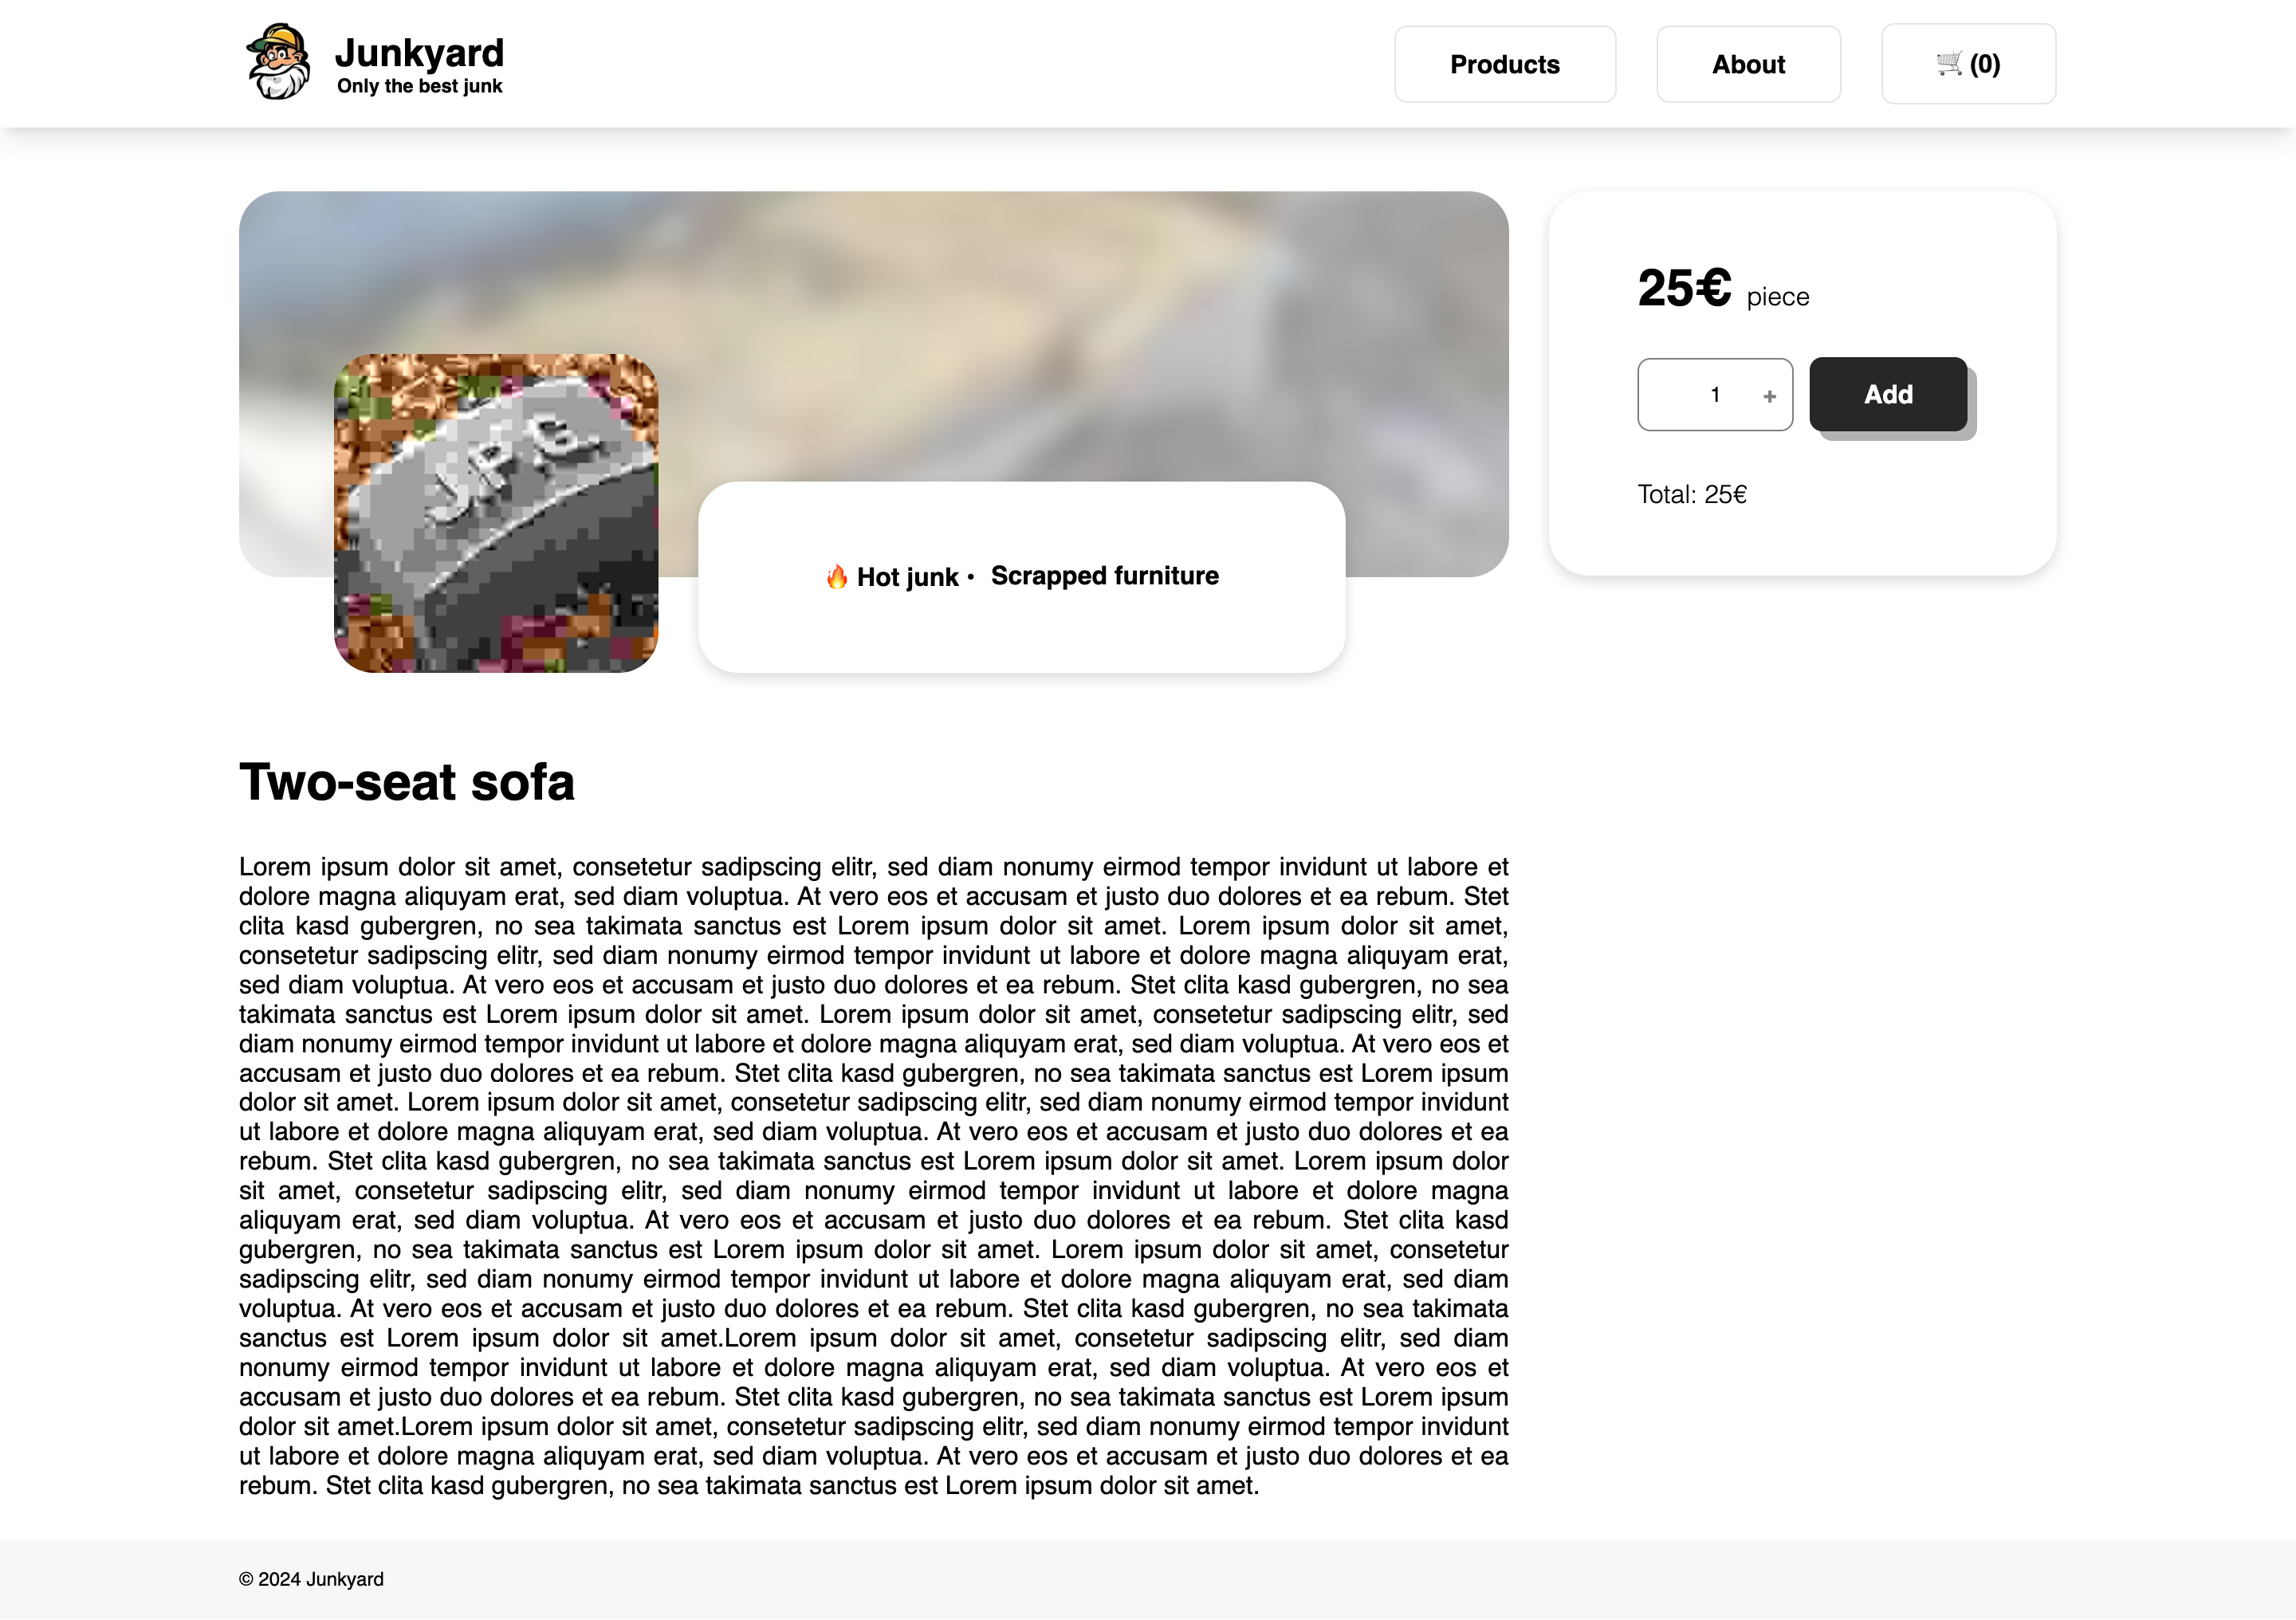 Junkyard
Only the best junk
Products
About
🛒 (0)
25€ piece
1 +
Add
Total: 25€
JPG
🔥 Hot junk • Scrapped furniture
Two-seat sofa
Lorem ipsum dolor sit amet, consetetur sadipscing elitr, sed diam nonumy eirmod tempor invidunt ut labore et
dolore magna aliquyam erat, sed diam voluptua. At vero eos et accusam et justo duo dolores et ea rebum. Stet
clita kasd gubergren, no sea takimata sanctus est Lorem ipsum dolor sit amet. Lorem ipsum dolor sit amet,
consetetur sadipscing elitr, sed diam nonumy eirmod tempor invidunt ut labore et dolore magna aliquyam erat,
sed diam voluptua. At vero eos et accusam et justo duo dolores et ea rebum. Stet clita kasd gubergren, no sea
takimata sanctus est Lorem ipsum dolor sit amet. Lorem ipsum dolor sit amet, consetetur sadipscing elitr, sed
diam nonumy eirmod tempor invidunt ut labore et dolore magna aliquyam erat, sed diam voluptua. At vero eos et
accusam et justo duo dolores et ea rebum. Stet clita kasd gubergren, no sea takimata sanctus est Lorem ipsum
dolor sit amet. Lorem ipsum dolor sit amet, consetetur sadipscing elitr, sed diam nonumy eirmod tempor invidunt
ut labore et dolore magna aliquyam erat, sed diam voluptua. At vero eos et accusam et justo duo dolores et ea
rebum. Stet clita kasd gubergren, no sea takimata sanctus est Lorem ipsum dolor sit amet. Lorem ipsum dolor
sit amet, consetetur sadipscing elitr, sed diam nonumy eirmod tempor invidunt ut labore et dolore magna
aliquyam erat, sed diam voluptua. At vero eos et accusam et justo duo dolores et ea rebum. Stet clita kasd
gubergren, no sea takimata sanctus est Lorem ipsum dolor sit amet. Lorem ipsum dolor sit amet, consetetur
sadipscing elitr, sed diam nonumy eirmod tempor invidunt ut labore et dolore magna aliquyam erat, sed diam
voluptua. At vero eos et accusam et justo duo dolores et ea rebum. Stet clita kasd gubergren, no sea takimata
sanctus est Lorem ipsum dolor sit amet.Lorem ipsum dolor sit amet, consetetur sadipscing elitr, sed diam
nonumy eirmod tempor invidunt ut labore et dolore magna aliquyam erat, sed diam voluptua. At vero eos et
accusam et justo duo dolores et ea rebum. Stet clita kasd gubergren, no sea takimata sanctus est Lorem ipsum
dolor sit amet.Lorem ipsum dolor sit amet, consetetur sadipscing elitr, sed diam nonumy eirmod tempor invidunt
ut labore et dolore magna aliquyam erat, sed diam voluptua. At vero eos et accusam et justo duo dolores et ea
rebum. Stet clita kasd gubergren, no sea takimata sanctus est Lorem ipsum dolor sit amet.
© 2024 Junkyard